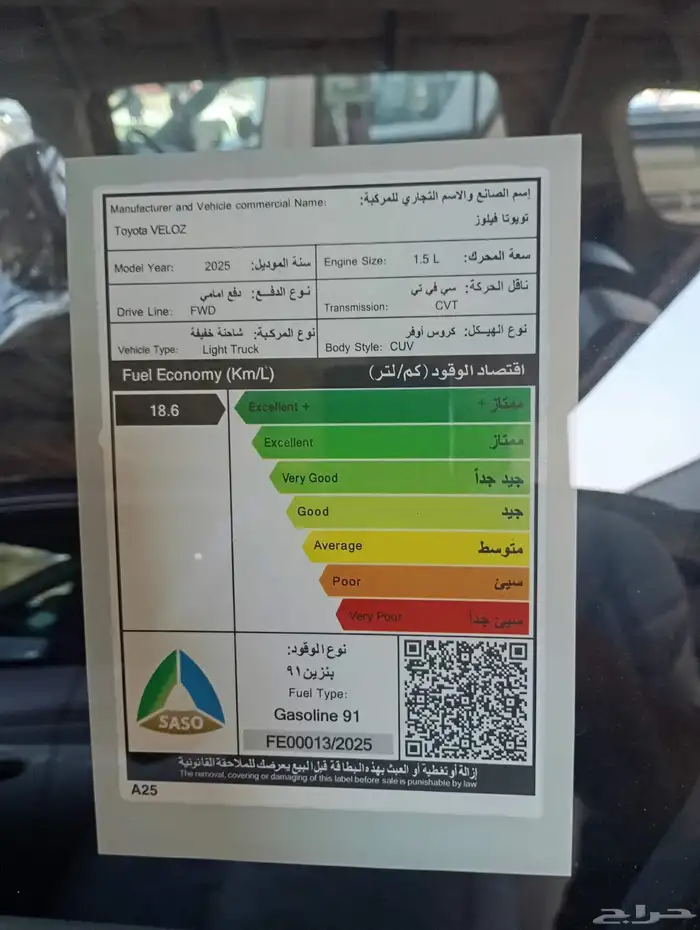 Manufacturer and Vehicle commercial Name: إسم الصانع والاسم التجاري للمركبة:
Toyota VELOZ تويوتا فيلوز
Model Year: 2025 سنة الموديل: Engine Size: 1.5 L سعة المحرك:
نوع الدفع: دفع امامي ناقل الحركة: سي في تي
Drive Line: FWD Transmission: CVT
نوع المركبة: شاحنة خفيفة نوع الهيكل: كروس أوفر
Vehicle Type: Light Truck Body Style: CUV
Fuel Economy (Km/L) اقتصاد الوقود (كم/لتر)
18.6 Excellent + ممتاز +
Excellent ممتاز
Very Good جيد جداً
Good جيد
Average متوسط
Poor سيئ
Very Poor سيئ جداً
نوع الوقود:
بنزين ٩١
Fuel Type:
Gasoline 91
FE00013/2025
SASO
إزالة أو تغطية أو العبث بهذه البطاقة قبل البيع يعرضك للملاحقة القانونية
The removal, covering or damaging of this label before sale is punishable by law
A25
حراج